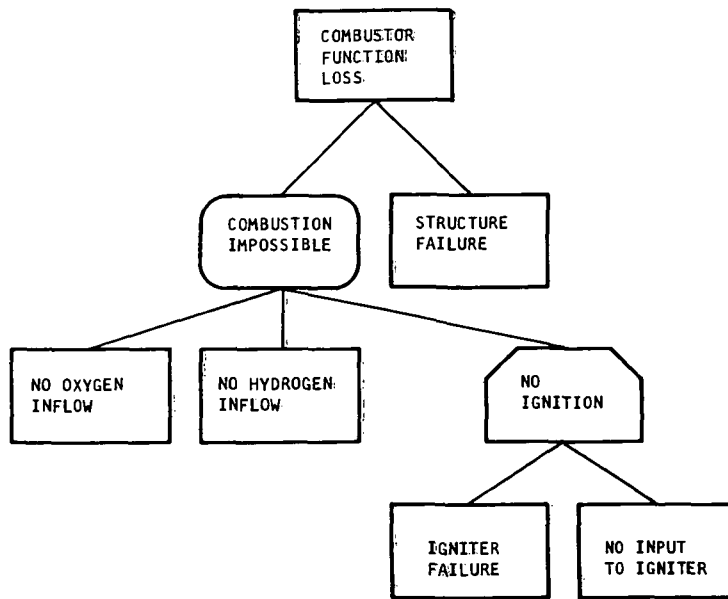 COMBUSTOR
FUNCTION
LOSS
COMBUSTION
IMPOSSIBLE
STRUCTURE
FAILURE
NO OXYGEN
INFLOW
NO HYDROGEN
INFLOW
NO
IGNITION
IGNITER
FAILURE
NO INPUT
TO IGNITER